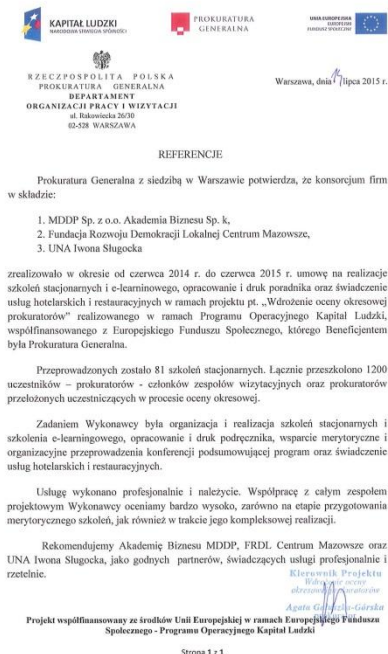 KAPITAŁ LUDZKI
NARODOWA STRATEGIA SPÓJNOŚCI
PROKURATURA
GENERALNA
UNIA EUROPEJSKA
EUROPEJSKI
FUNDUSZ SPOŁECZNY
RZECZPOSPOLITA POLSKA
PROKURATURA GENERALNA
DEPARTAMENT
ORGANIZACJI PRACY I WIZYTACJI
ul. Rakowiecka 26/30
02-528 WARSZAWA
Warszawa, dnia lipca 2015 r.
REFERENCJE
Prokuratura Generalna z siedzibą w Warszawie potwierdza, że konsorcjum firm
w składzie:
1. MDDP Sp. z o.o. Akademia Biznesu Sp. k,
2. Fundacja Rozwoju Demokracji Lokalnej Centrum Mazowsze,
3. UNA Iwona Sługocka
zrealizowało w okresie od czerwca 2014 r. do czerwca 2015 r. umowę na realizacje
szkoleń stacjonarnych i e-learninowego, opracowanie i druk poradnika oraz świadczenie
usług hotelarskich i restauracyjnych w ramach projektu pt. „Wdrożenie oceny okresowej
prokuratorów” realizowanego w ramach Programu Operacyjnego Kapitał Ludzki,
współfinansowanego z Europejskiego Funduszu Społecznego, którego Beneficjentem
była Prokuratura Generalna.
Przeprowadzonych zostało 81 szkoleń stacjonarnych. Łącznie przeszkolono 1200
uczestników – prokuratorów - członków zespołów wizytacyjnych oraz prokuratorów
przełożonych uczestniczących w procesie oceny okresowej.
Zadaniem Wykonawcy była organizacja i realizacja szkoleń stacjonarnych i
szkolenia e-learningowego, opracowanie i druk podręcznika, wsparcie merytoryczne i
organizacyjne przeprowadzenia konferencji podsumowującej program oraz świadczenie
usług hotelarskich i restauracyjnych.
Usługę wykonano profesjonalnie i należycie. Współpracę z całym zespołem
projektowym Wykonawcy oceniamy bardzo wysoko, zarówno na etapie przygotowania
merytorycznego szkoleń, jak również w trakcie jego kompleksowej realizacji.
Rekomendujemy Akademię Biznesu MDDP, FRDL Centrum Mazowsze oraz
UNA Iwona Sługocka, jako godnych partnerów, świadczących usługi profesjonalnie i
rzetelnie.
Kierownik Projektu
Wdrożenie oceny
okresowej prokuratorów
Agata Gałuszka-Górska
Projekt współfinansowany ze środków Unii Europejskiej w ramach Europejskiego Funduszu
Społecznego - Programu Operacyjnego Kapitał Ludzki
Strona 1 z 1